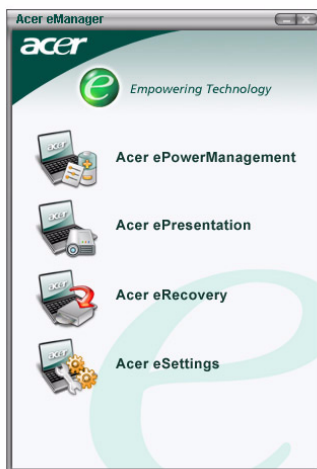 Acer eManager
acer
e
Empowering Technology
Acer ePowerManagement
Acer ePresentation
Acer eRecovery
Acer eSettings